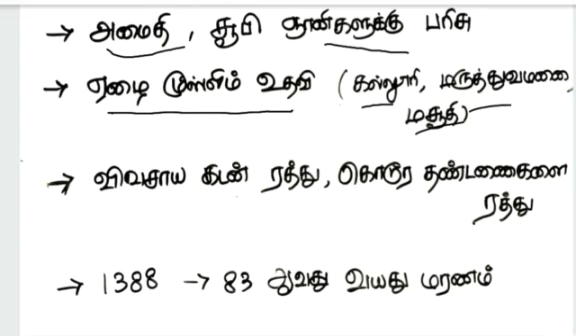 → அமைதி, சூபி ஞானிகளுக்கு பரிசு
→ ஏழை முஸ்லிம் உதவி (கல்லூரி, மருத்துவமனை,
மசூதி)
→ விவசாய கடன் ரத்து, கொடூர தண்டணைகளை
ரத்து
→ 1388 → 83 ஆவது வயது மரணம்